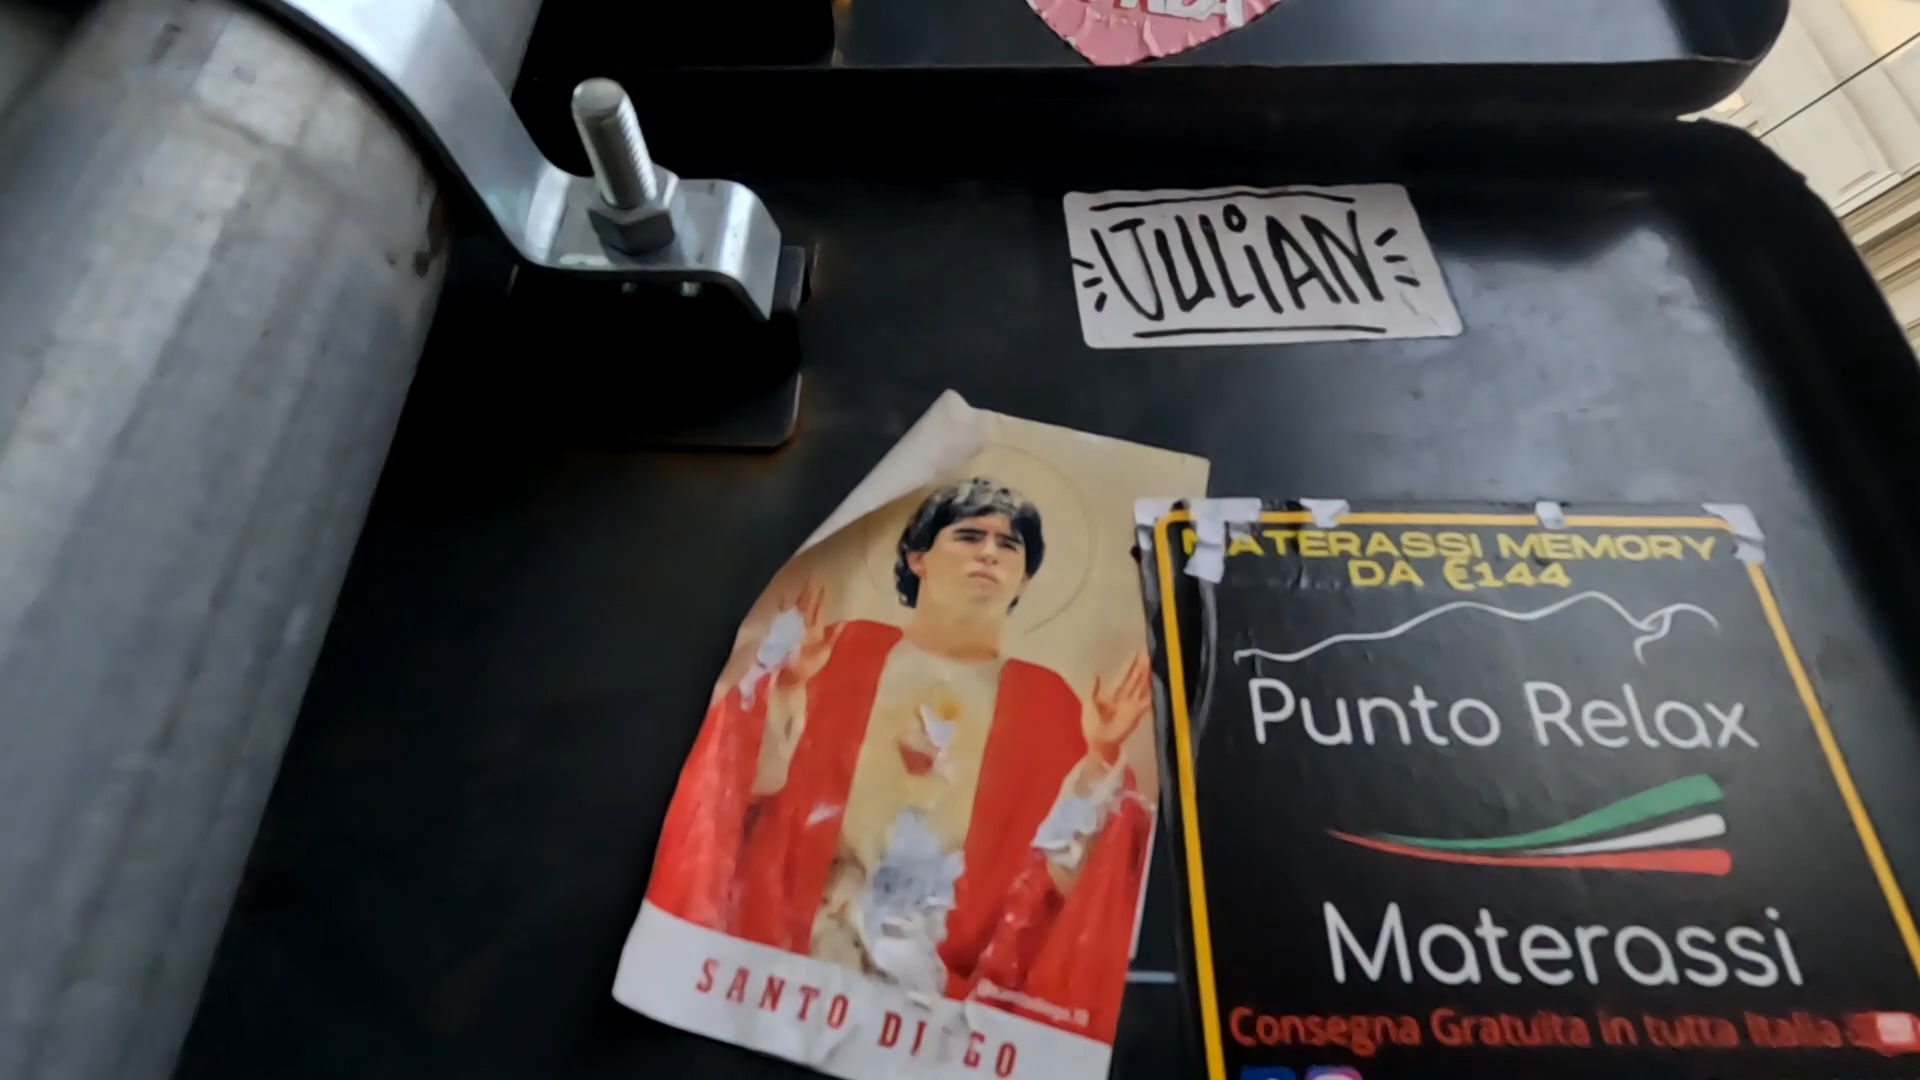 JULiAN
MATERASSI MEMORY
DA €144
Punto Relax
Materassi
Consegna Gratuita in tutta Italia
SANTO DIEGO